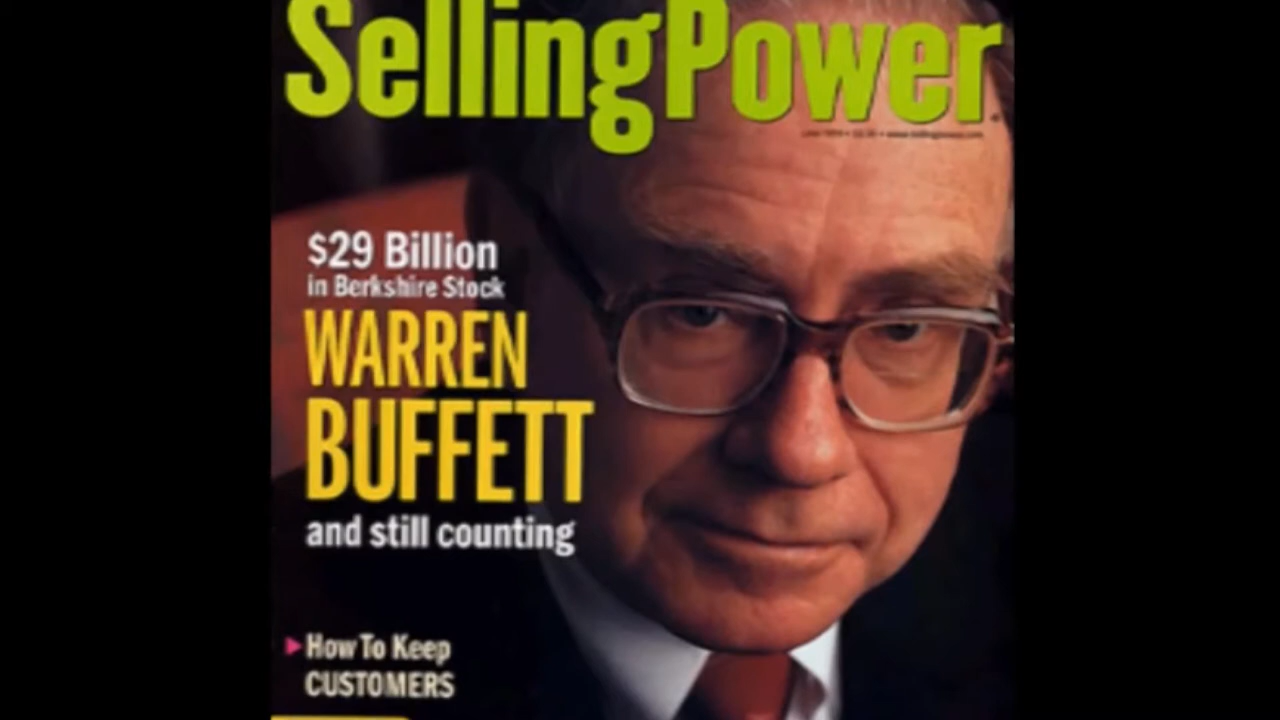 SellingPower
$29 Billion
in Berkshire Stock
WARREN
BUFFETT
and still counting
How To Keep
CUSTOMERS